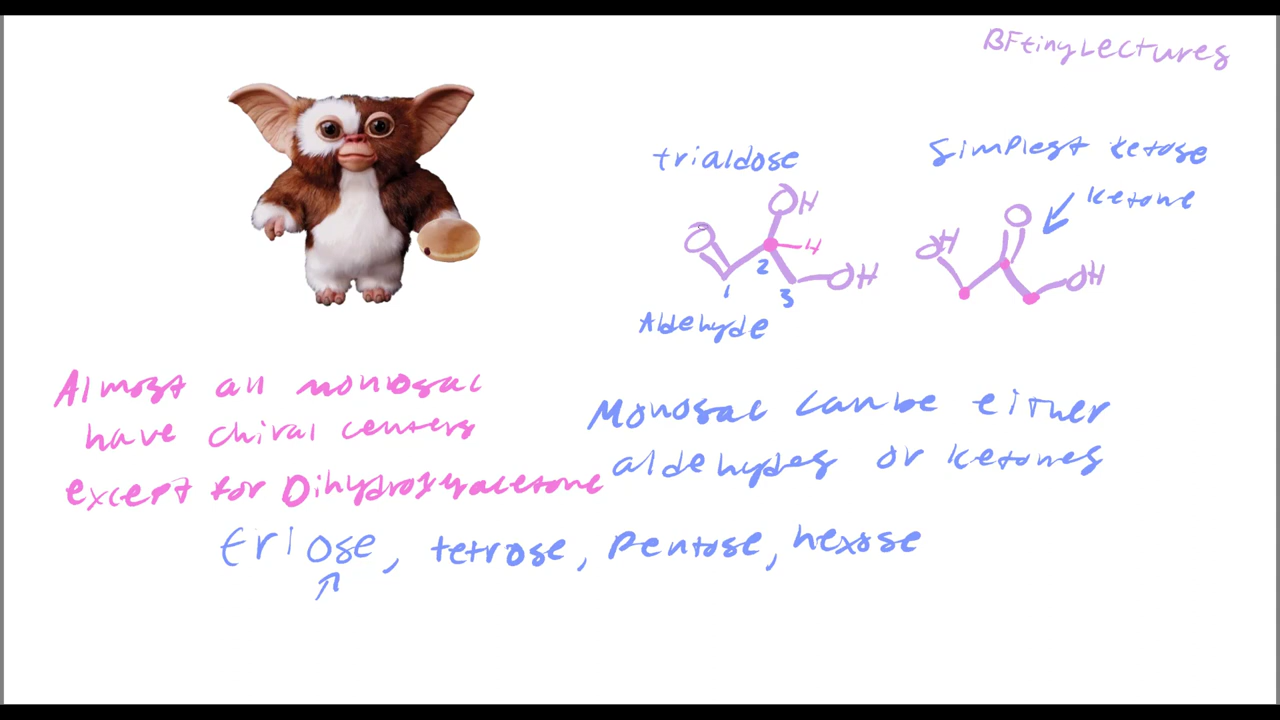 BFtinyLectures
trialdose
Simplest ketose
ketone
OH
4
O
1
2
3
OH
Aldehyde
OH
O
OH
Almost all monosac
have chiral centers
except for Dihydroxyacetone
Monosac can be either
aldehydes or ketones
triose, tetrose, pentose, hexose